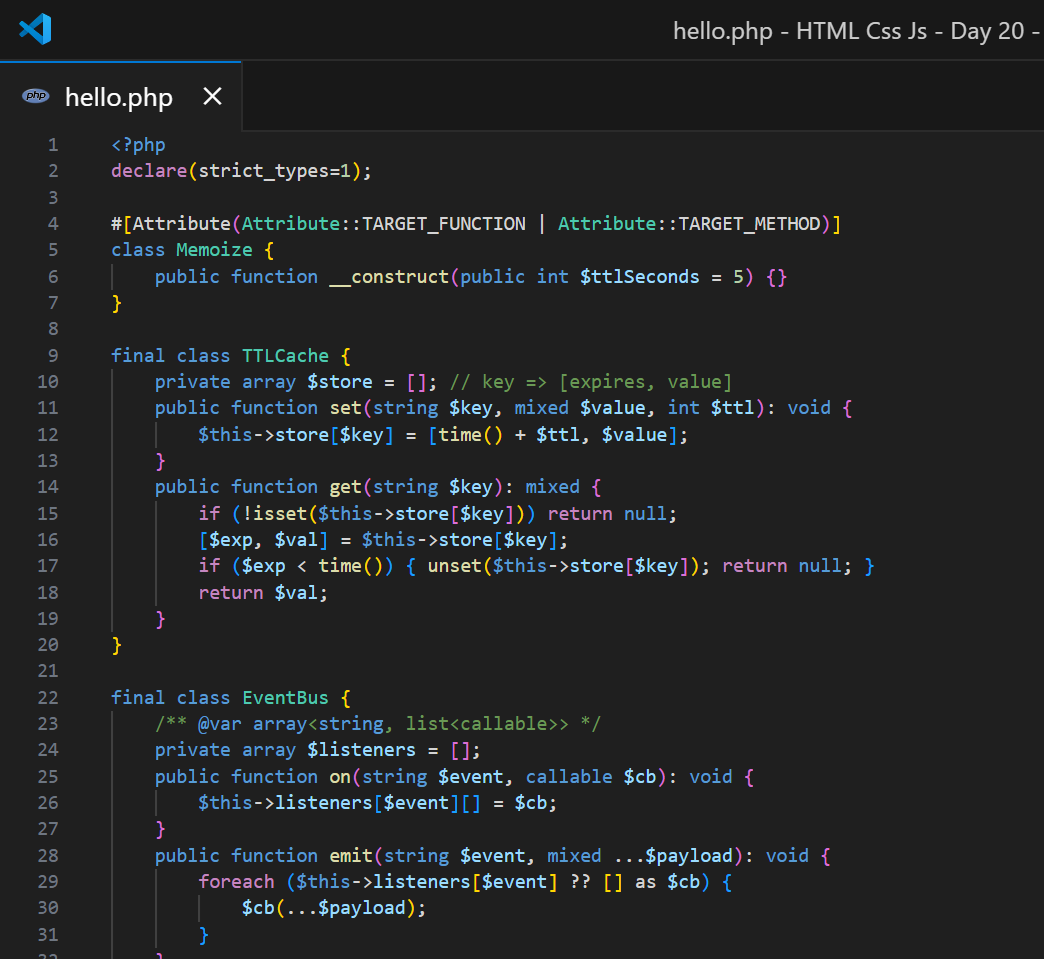 hello.php - HTML Css Js - Day 20 -
php hello.php
1 <?php
2 declare(strict_types=1);
3
4 #[Attribute(Attribute::TARGET_FUNCTION | Attribute::TARGET_METHOD)]
5 class Memoize {
6     public function __construct(public int $ttlSeconds = 5) {}
7 }
8
9 final class TTLCache {
10     private array $store = []; // key => [expires, value]
11     public function set(string $key, mixed $value, int $ttl): void {
12         $this->store[$key] = [time() + $ttl, $value];
13     }
14     public function get(string $key): mixed {
15         if (!isset($this->store[$key])) return null;
16         [$exp, $val] = $this->store[$key];
17         if ($exp < time()) { unset($this->store[$key]); return null; }
18         return $val;
19     }
20 }
21
22 final class EventBus {
23     /** @var array<string, list<callable>> */
24     private array $listeners = [];
25     public function on(string $event, callable $cb): void {
26         $this->listeners[$event][] = $cb;
27     }
28     public function emit(string $event, mixed ...$payload): void {
29         foreach ($this->listeners[$event] ?? [] as $cb) {
30             $cb(...$payload);
31         }